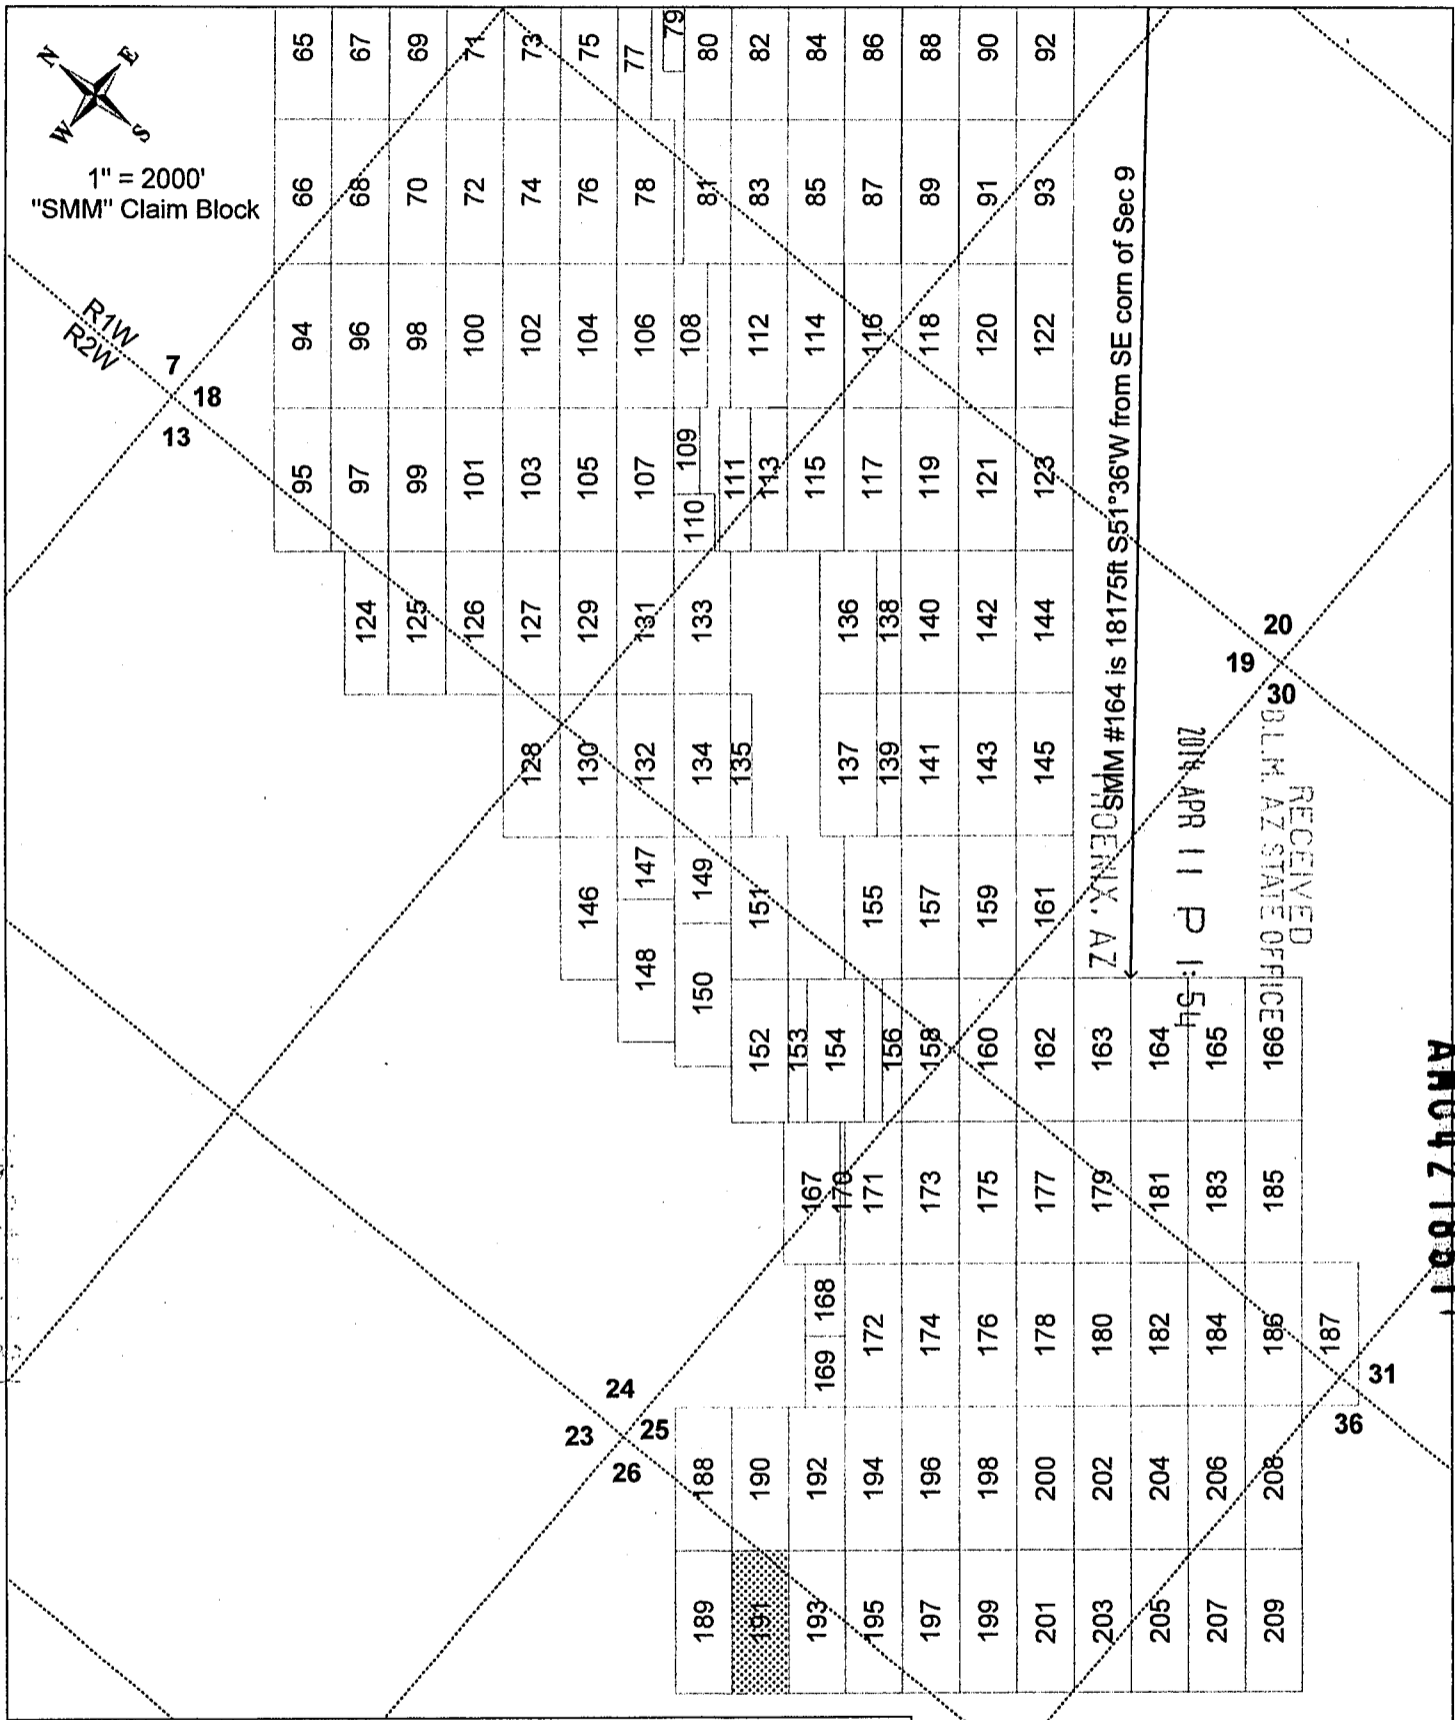 N E
W S
1" = 2000'
"SMM" Claim Block
65 67 69 71 73 75 77 79 80 82 84 86 88 90 92
66 68 70 72 74 76 78 81 83 85 87 89 91 93
R1W
R2W
7
18
13
94 96 98 100 102 104 106 108 112 114 116 118 120 122
95 97 99 101 103 105 107 109 110 111 113 115 117 119 121 123
SMM #164 is 18175ft S51°36'W from SE corn of Sec 9
124 125 126 127 129 131 133 136 138 140 142 144
20
19
30
128 130 132 134 135 137 139 141 143 145
RECEIVED
B.L.M. AZ STATE OFFICE
2014 APR 11 P 1:54
PHOENIX, AZ
146 147 149 151 155 157 159 161
148 150 152 153 154 156 158 160 162 163 164 165 166
167 170 171 173 175 177 179 181 183 185
168 169 172 174 176 178 180 182 184 186 187
24
23
25
26
31
36
188 190 192 194 196 198 200 202 204 206 208
189 191 193 195 197 199 201 203 205 207 209